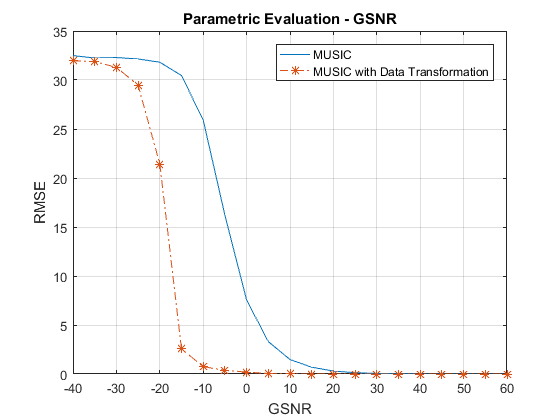 Parametric Evaluation - GSNR
35
30
25
20
15
10
5
0
RMSE
MUSIC
MUSIC with Data Transformation
-40 -30 -20 -10 0 10 20 30 40 50 60
GSNR